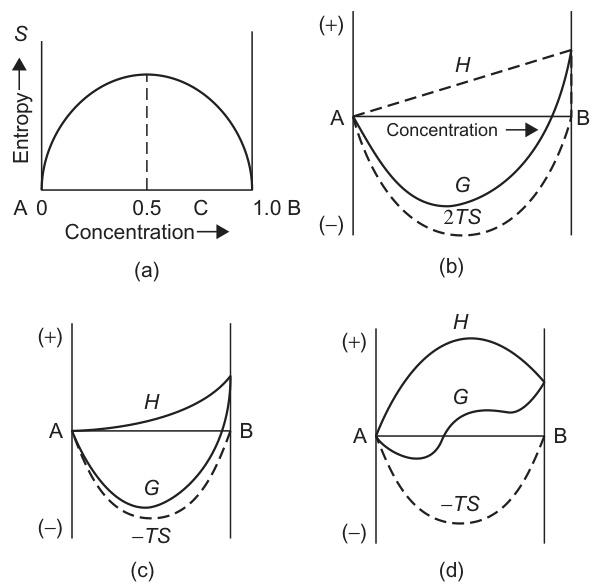 S
Entropy
A 0 0.5 C 1.0 B
Concentration
(a)
(+)
H
A B
Concentration
G
2TS
(−)
(b)
(+)
H
A B
G
(−)
−TS
(c)
(+)
H
G
A B
−TS
(−)
(d)